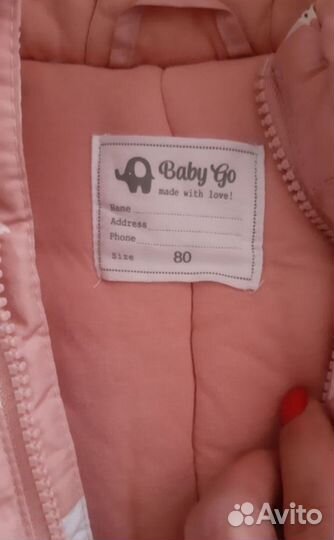 Baby Go
made with love!
Name
Address
Phone
Size 80
Avito